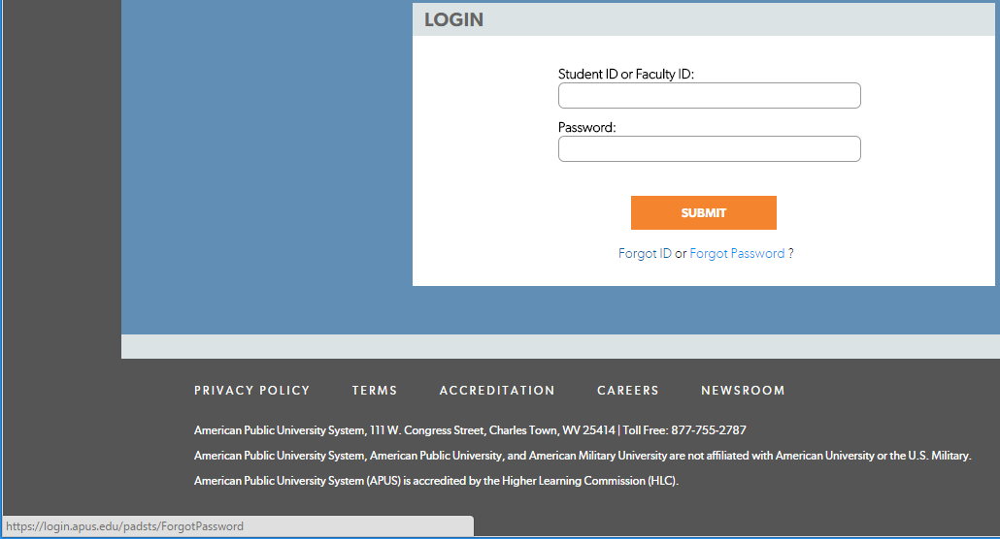 LOGIN
Student ID or Faculty ID:
Password:
SUBMIT
Forgot ID or Forgot Password ?
PRIVACY POLICY TERMS ACCREDITATION CAREERS NEWSROOM
American Public University System, 111 W. Congress Street, Charles Town, WV 25414 | Toll Free: 877-755-2787
American Public University System, American Public University, and American Military University are not affiliated with American University or the U.S. Military.
American Public University System (APUS) is accredited by the Higher Learning Commission (HLC).
https://login.apus.edu/padsts/ForgotPassword